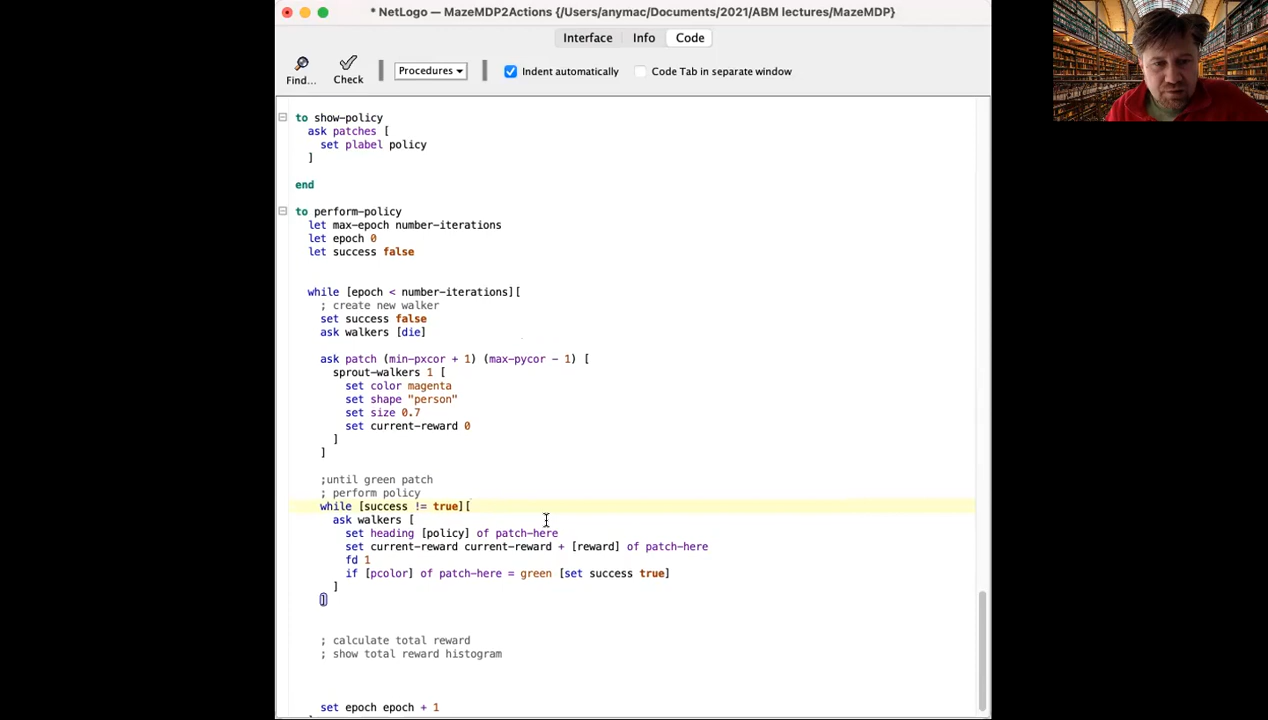 * NetLogo — MazeMDP2Actions {/Users/anymac/Documents/2021/ABM lectures/MazeMDP}
Interface Info Code
Find... Check Procedures Indent automatically Code Tab in separate window
to show-policy
ask patches [
set plabel policy
]
end
to perform-policy
let max-epoch number-iterations
let epoch 0
let success false
while [epoch < number-iterations][
; create new walker
set success false
ask walkers [die]
ask patch (min-pxcor + 1) (max-pycor - 1) [
sprout-walkers 1 [
set color magenta
set shape "person"
set size 0.7
set current-reward 0
]
]
;until green patch
; perform policy
while [success != true][
ask walkers [
set heading [policy] of patch-here
set current-reward current-reward + [reward] of patch-here
fd 1
if [pcolor] of patch-here = green [set success true]
]
]
; calculate total reward
; show total reward histogram
set epoch epoch + 1